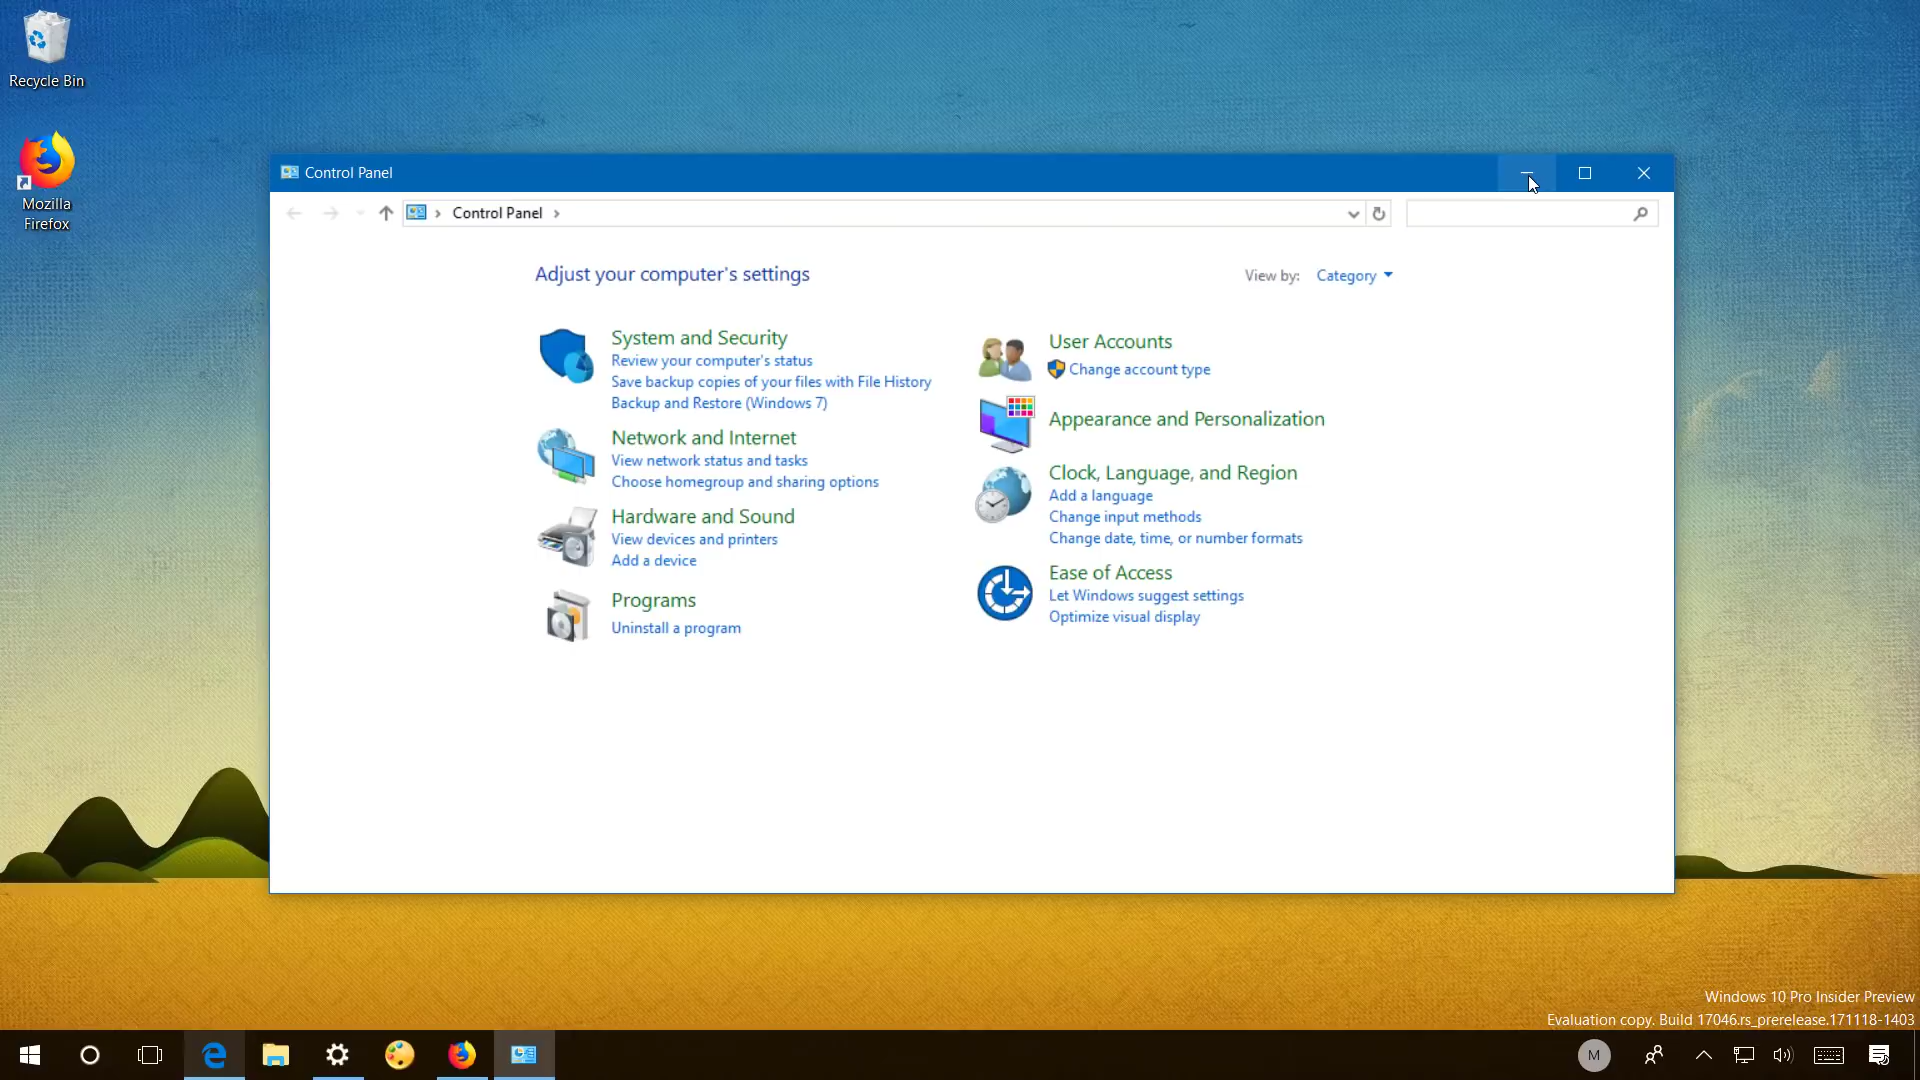 Recycle Bin
Mozilla
Firefox
Control Panel
Control Panel
Adjust your computer's settings
View by: Category
System and Security
Review your computer's status
Save backup copies of your files with File History
Backup and Restore (Windows 7)
Network and Internet
View network status and tasks
Choose homegroup and sharing options
Hardware and Sound
View devices and printers
Add a device
Programs
Uninstall a program
User Accounts
Change account type
Appearance and Personalization
Clock, Language, and Region
Add a language
Change input methods
Change date, time, or number formats
Ease of Access
Let Windows suggest settings
Optimize visual display
Windows 10 Pro Insider Preview
Evaluation copy. Build 17046.rs_prerelease.171118-1403
M